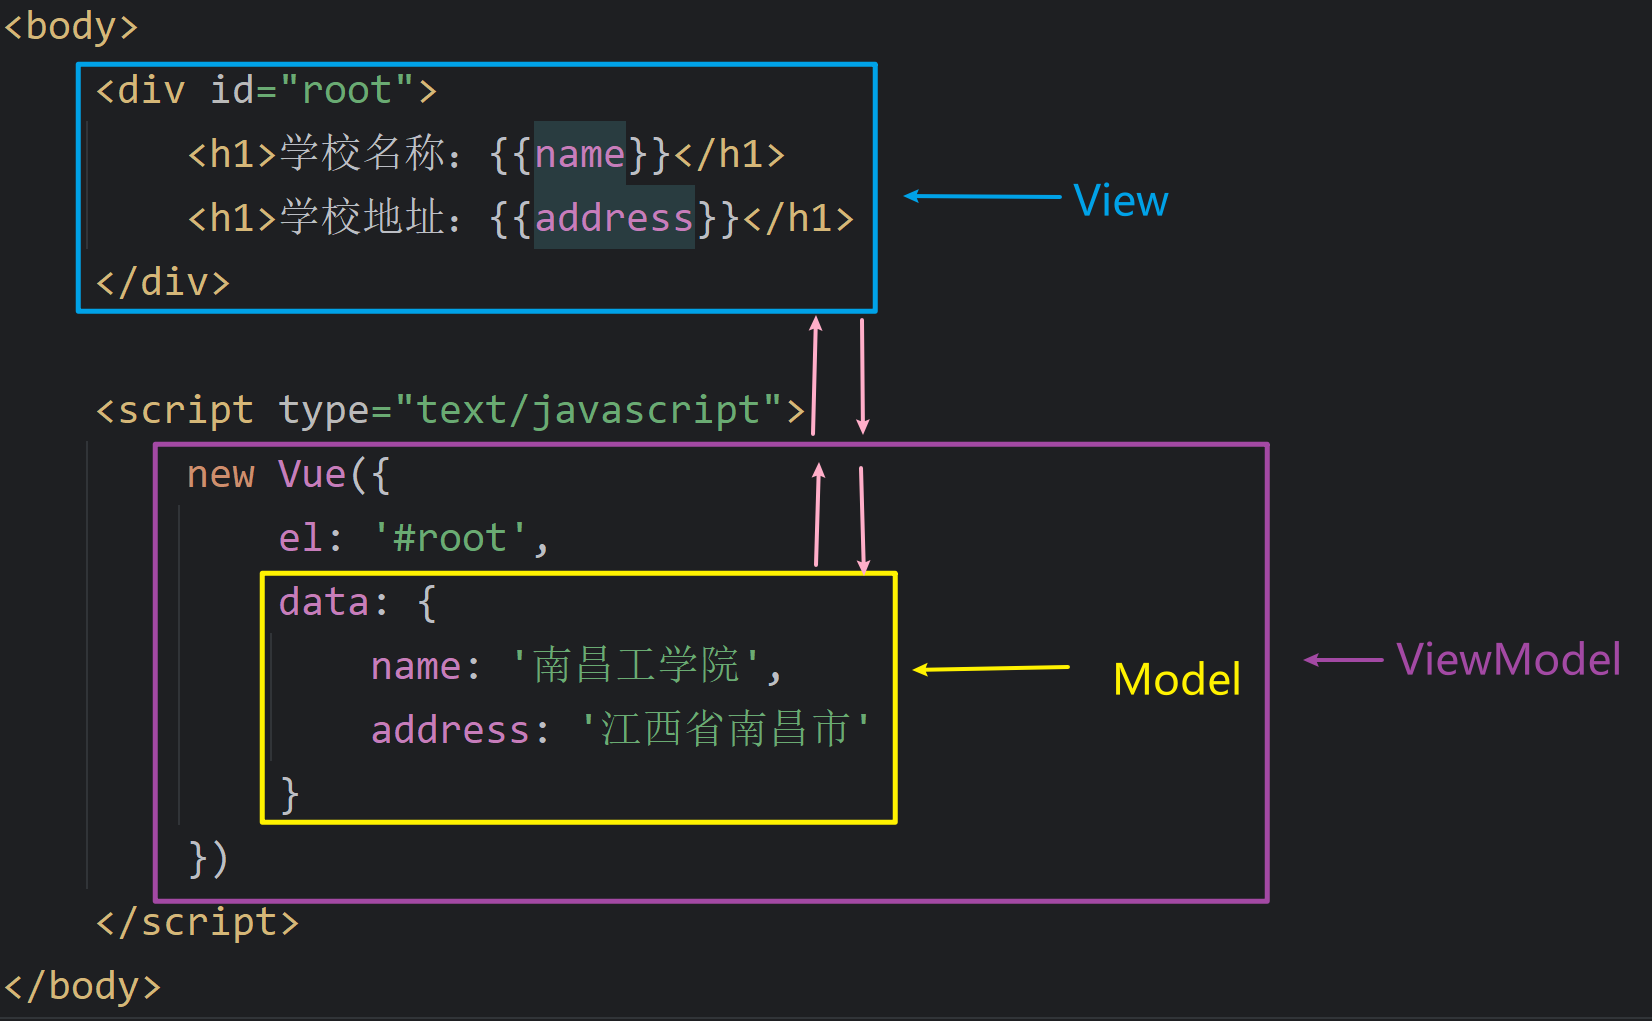 <body>
<div id="root">
<h1>学校名称：{{name}}</h1>
<h1>学校地址：{{address}}</h1>
View
</div>
<script type="text/javascript">
new Vue({
el: '#root',
data: {
name: '南昌工学院',
Model
ViewModel
address: '江西省南昌市'
}
})
</script>
</body>